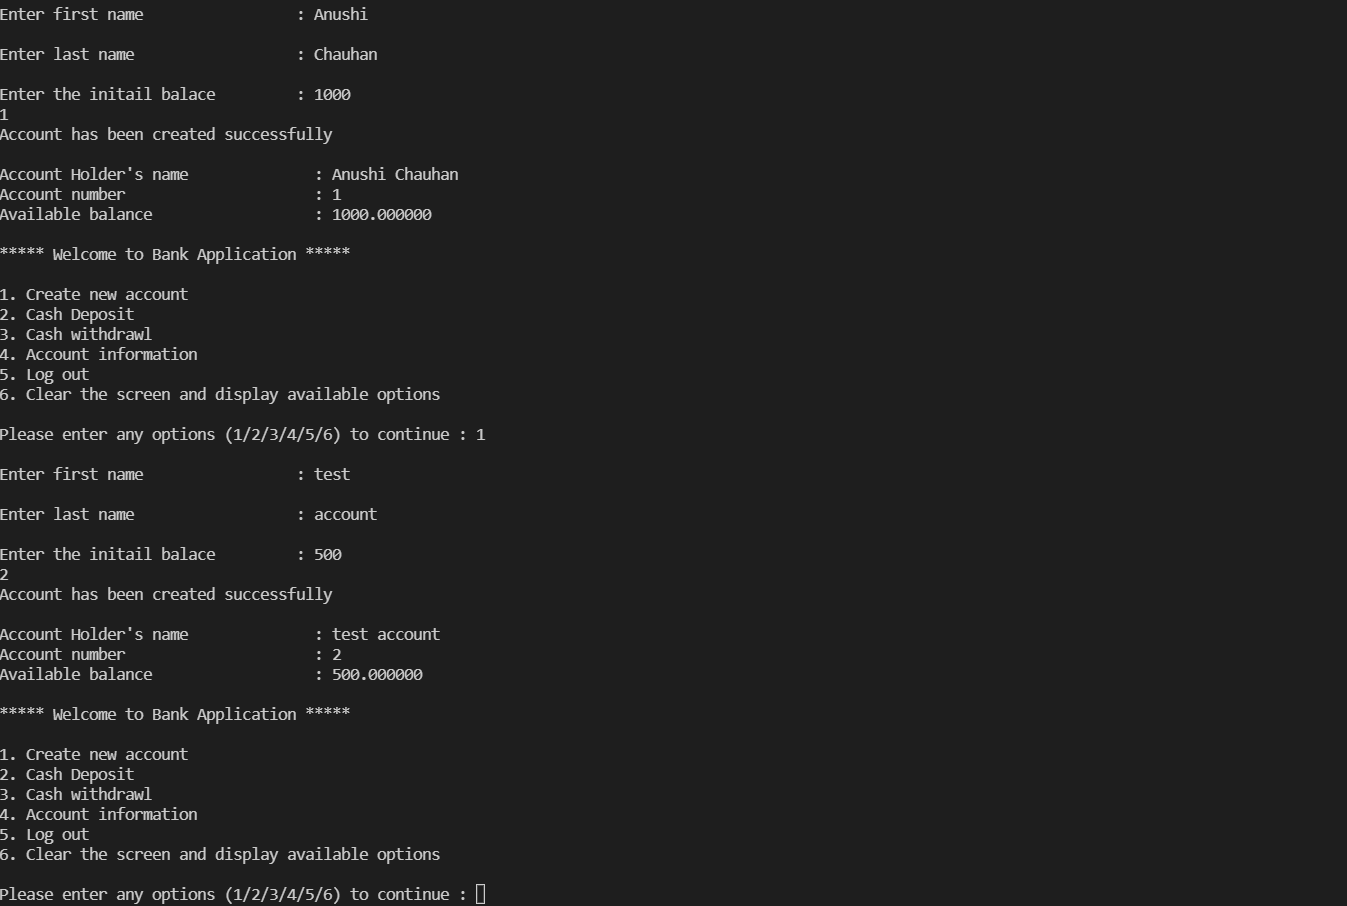 Enter first name                 : Anushi
Enter last name                  : Chauhan
Enter the initail balace         : 1000
1
Account has been created successfully
Account Holder's name              : Anushi Chauhan
Account number                     : 1
Available balance                  : 1000.000000
***** Welcome to Bank Application *****
1. Create new account
2. Cash Deposit
3. Cash withdrawl
4. Account information
5. Log out
6. Clear the screen and display available options
Please enter any options (1/2/3/4/5/6) to continue : 1
Enter first name                 : test
Enter last name                  : account
Enter the initail balace         : 500
2
Account has been created successfully
Account Holder's name              : test account
Account number                     : 2
Available balance                  : 500.000000
***** Welcome to Bank Application *****
1. Create new account
2. Cash Deposit
3. Cash withdrawl
4. Account information
5. Log out
6. Clear the screen and display available options
Please enter any options (1/2/3/4/5/6) to continue :